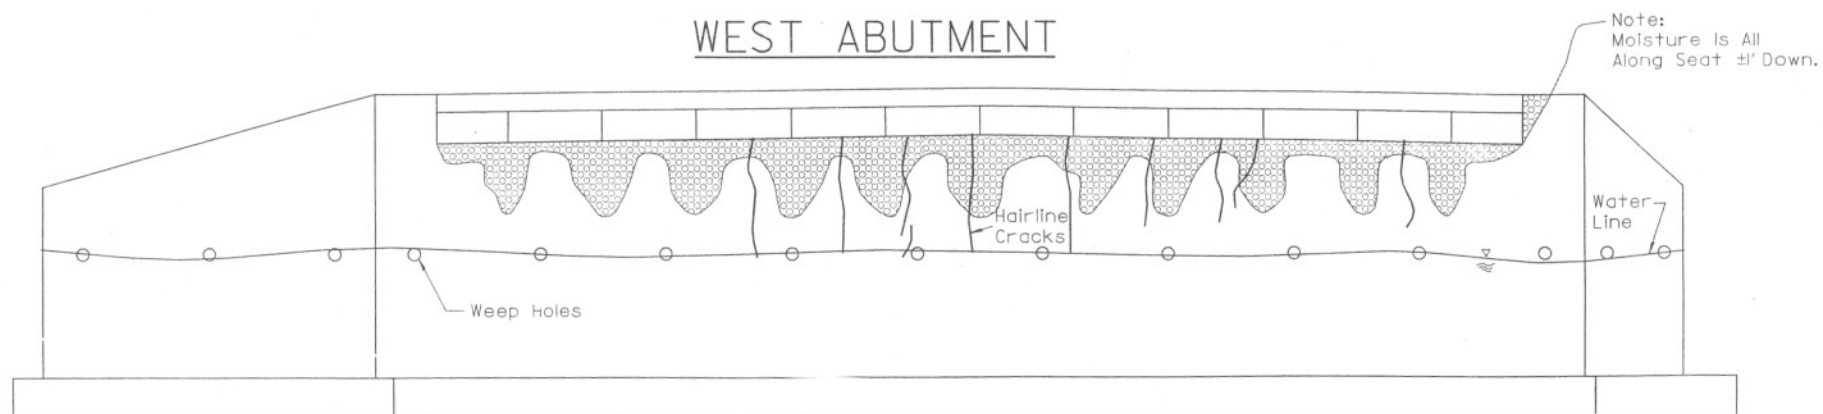 WEST ABUTMENT
Note:
Moisture Is All
Along Seat ±1' Down.
Hairline
Cracks
Water
Line
Weep Holes